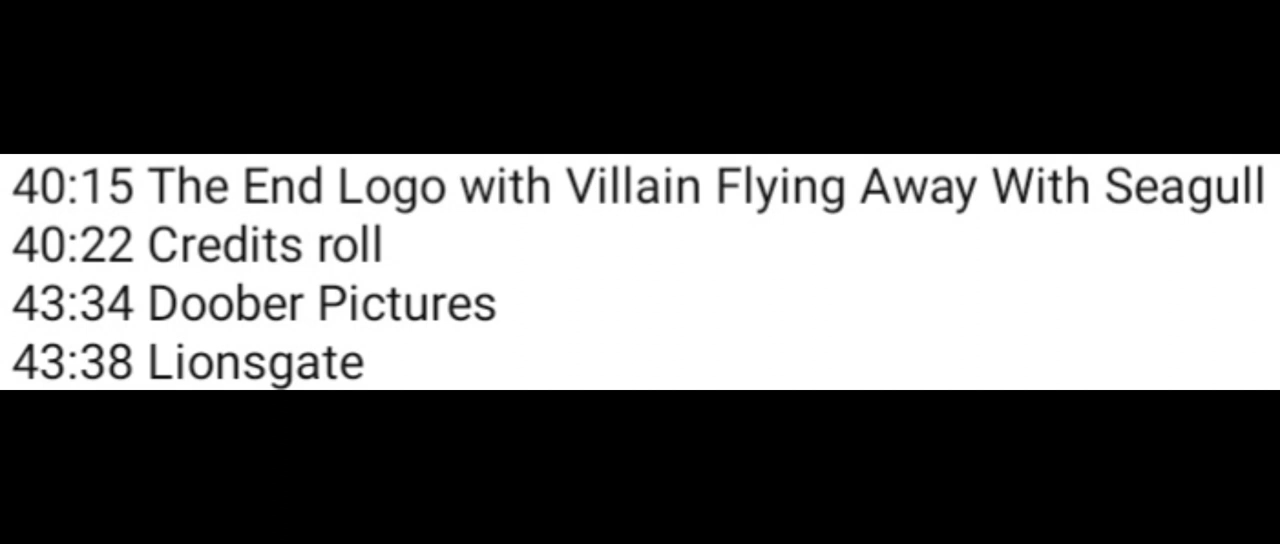 40:15 The End Logo with Villain Flying Away With Seagull
40:22 Credits roll
43:34 Doober Pictures
43:38 Lionsgate